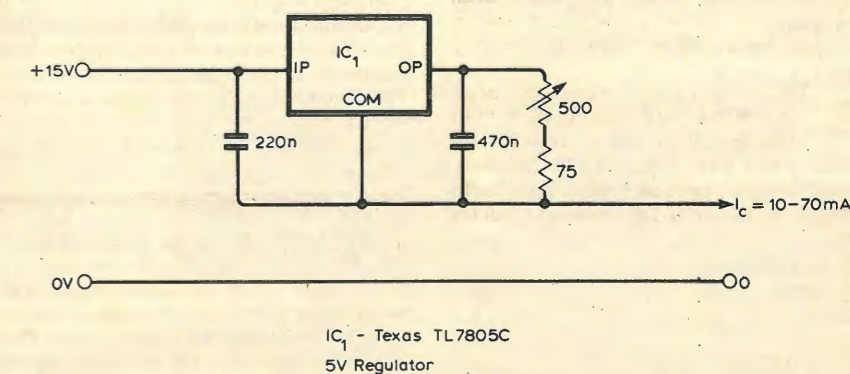 IC1
+15V
IP
OP
COM
500
220n
470n
75
Ic = 10-70mA
0V
0
IC1 - Texas TL7805C
5V Regulator